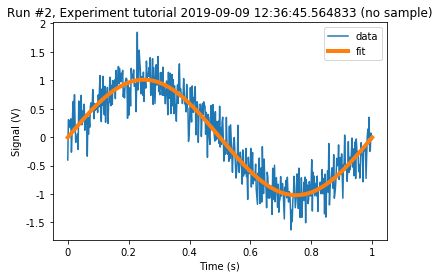 Run #2, Experiment tutorial 2019-09-09 12:36:45.564833 (no sample)
data
fit
Signal (V)
2
1.5
1
0.5
0
-0.5
-1
-1.5
0
0.2
0.4
0.6
0.8
1
Time (s)